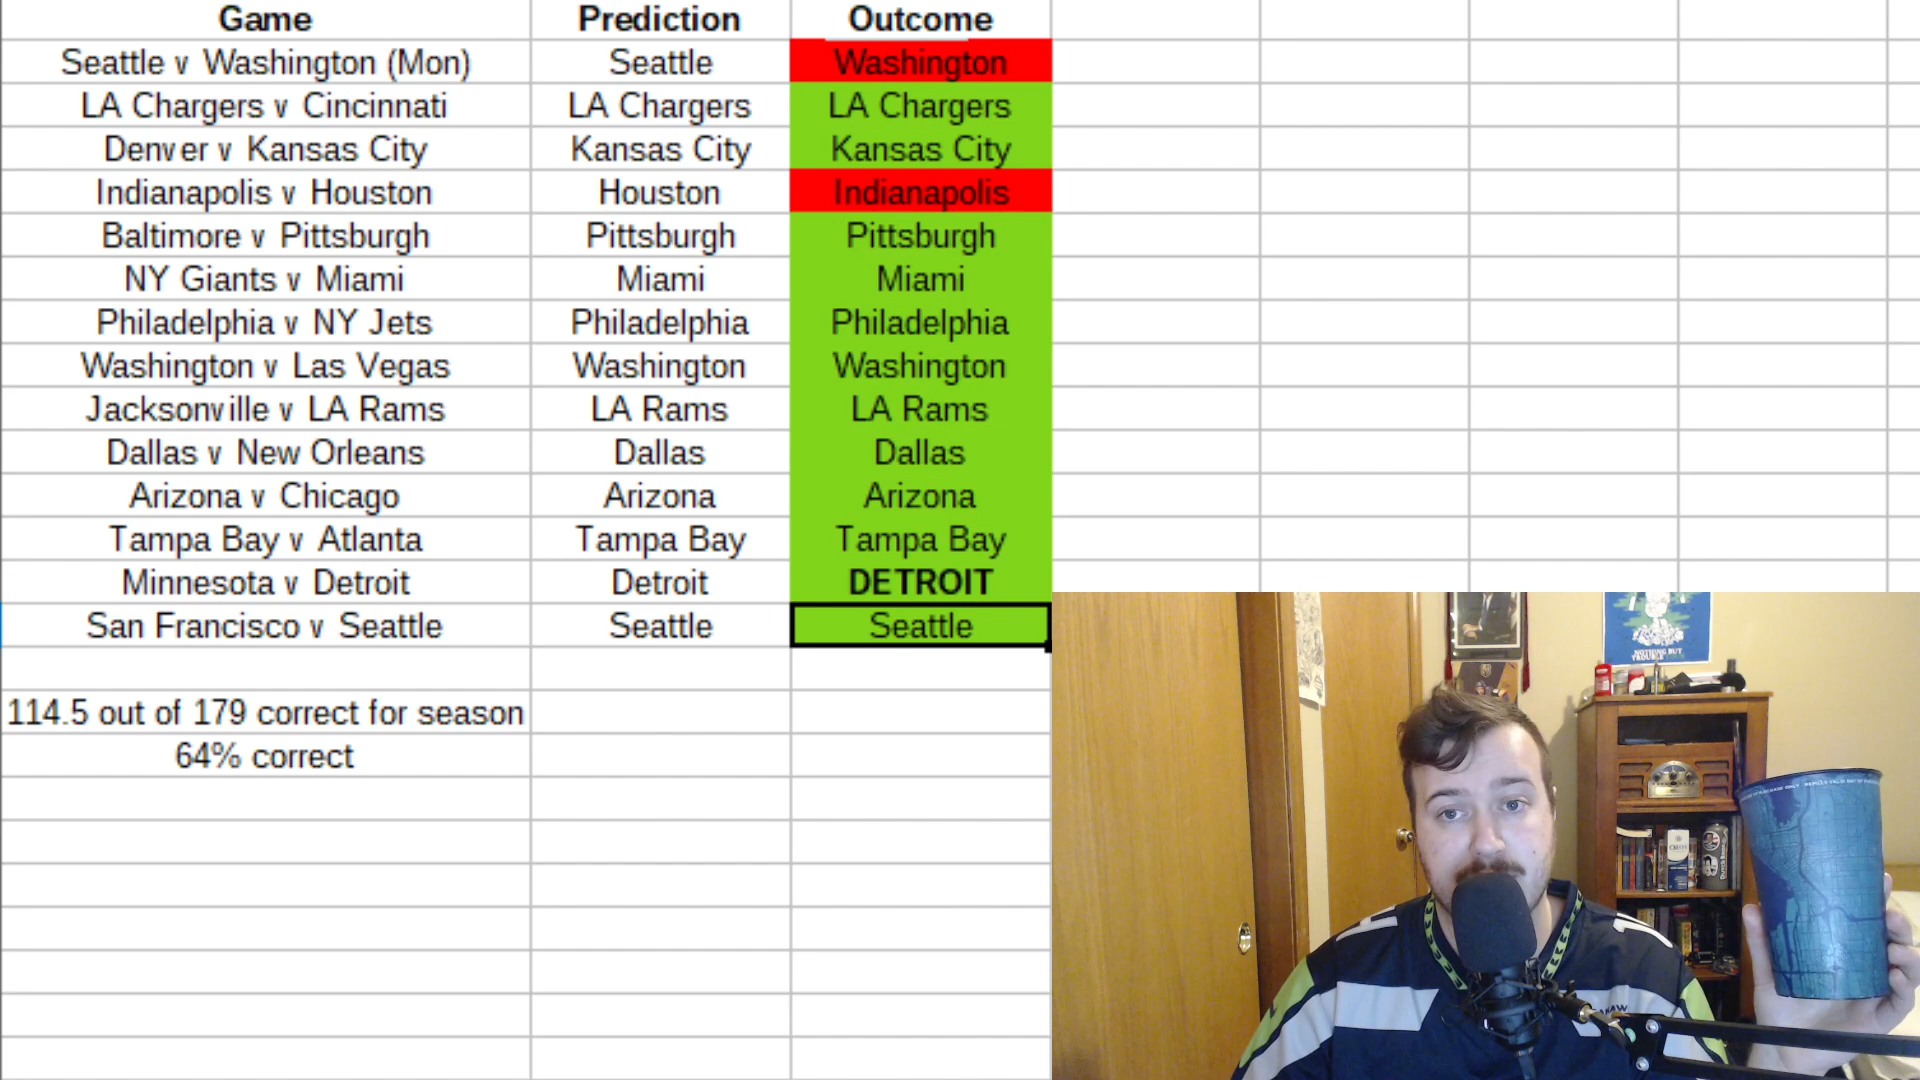 Game Prediction Outcome
Seattle v Washington (Mon) Seattle Washington
LA Chargers v Cincinnati LA Chargers LA Chargers
Denver v Kansas City Kansas City Kansas City
Indianapolis v Houston Houston Indianapolis
Baltimore v Pittsburgh Pittsburgh Pittsburgh
NY Giants v Miami Miami Miami
Philadelphia v NY Jets Philadelphia Philadelphia
Washington v Las Vegas Washington Washington
Jacksonville v LA Rams LA Rams LA Rams
Dallas v New Orleans Dallas Dallas
Arizona v Chicago Arizona Arizona
Tampa Bay v Atlanta Tampa Bay Tampa Bay
Minnesota v Detroit Detroit DETROIT
San Francisco v Seattle Seattle Seattle
114.5 out of 179 correct for season
64% correct
NOTHING BUT
TROUBLE